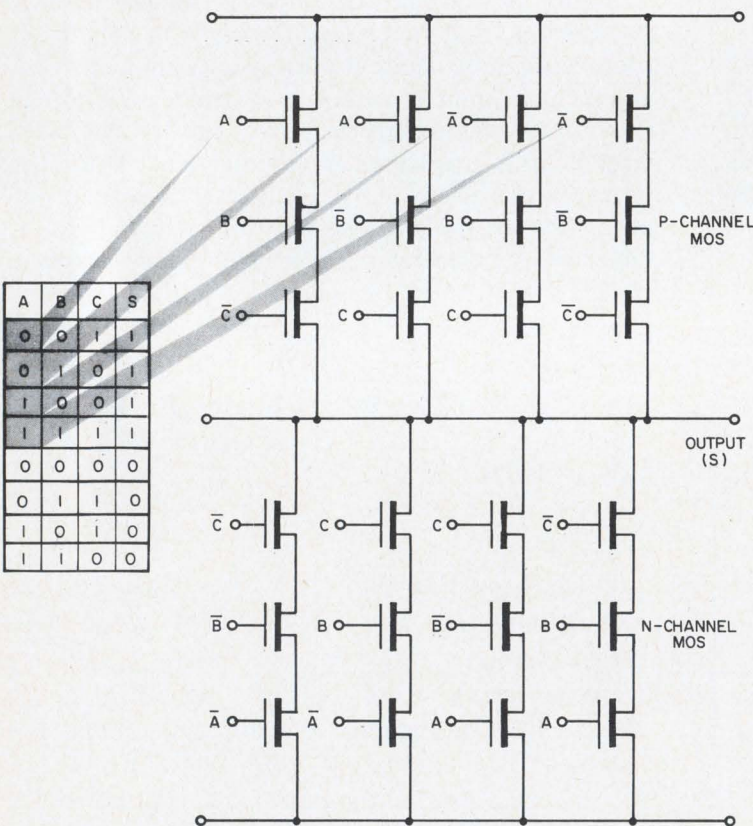 A A A̅ A̅
B B̅ B B̅ P-CHANNEL
MOS
C̅ C C C̅
A B C S
0 0 1 1
0 1 0 1
1 0 0 1
1 1 1 1
0 0 0 0
0 1 1 0
1 0 1 0
1 1 0 0
OUTPUT
(S)
C̅ C C C̅
B̅ B B̅ B N-CHANNEL
MOS
A̅ A̅ A A